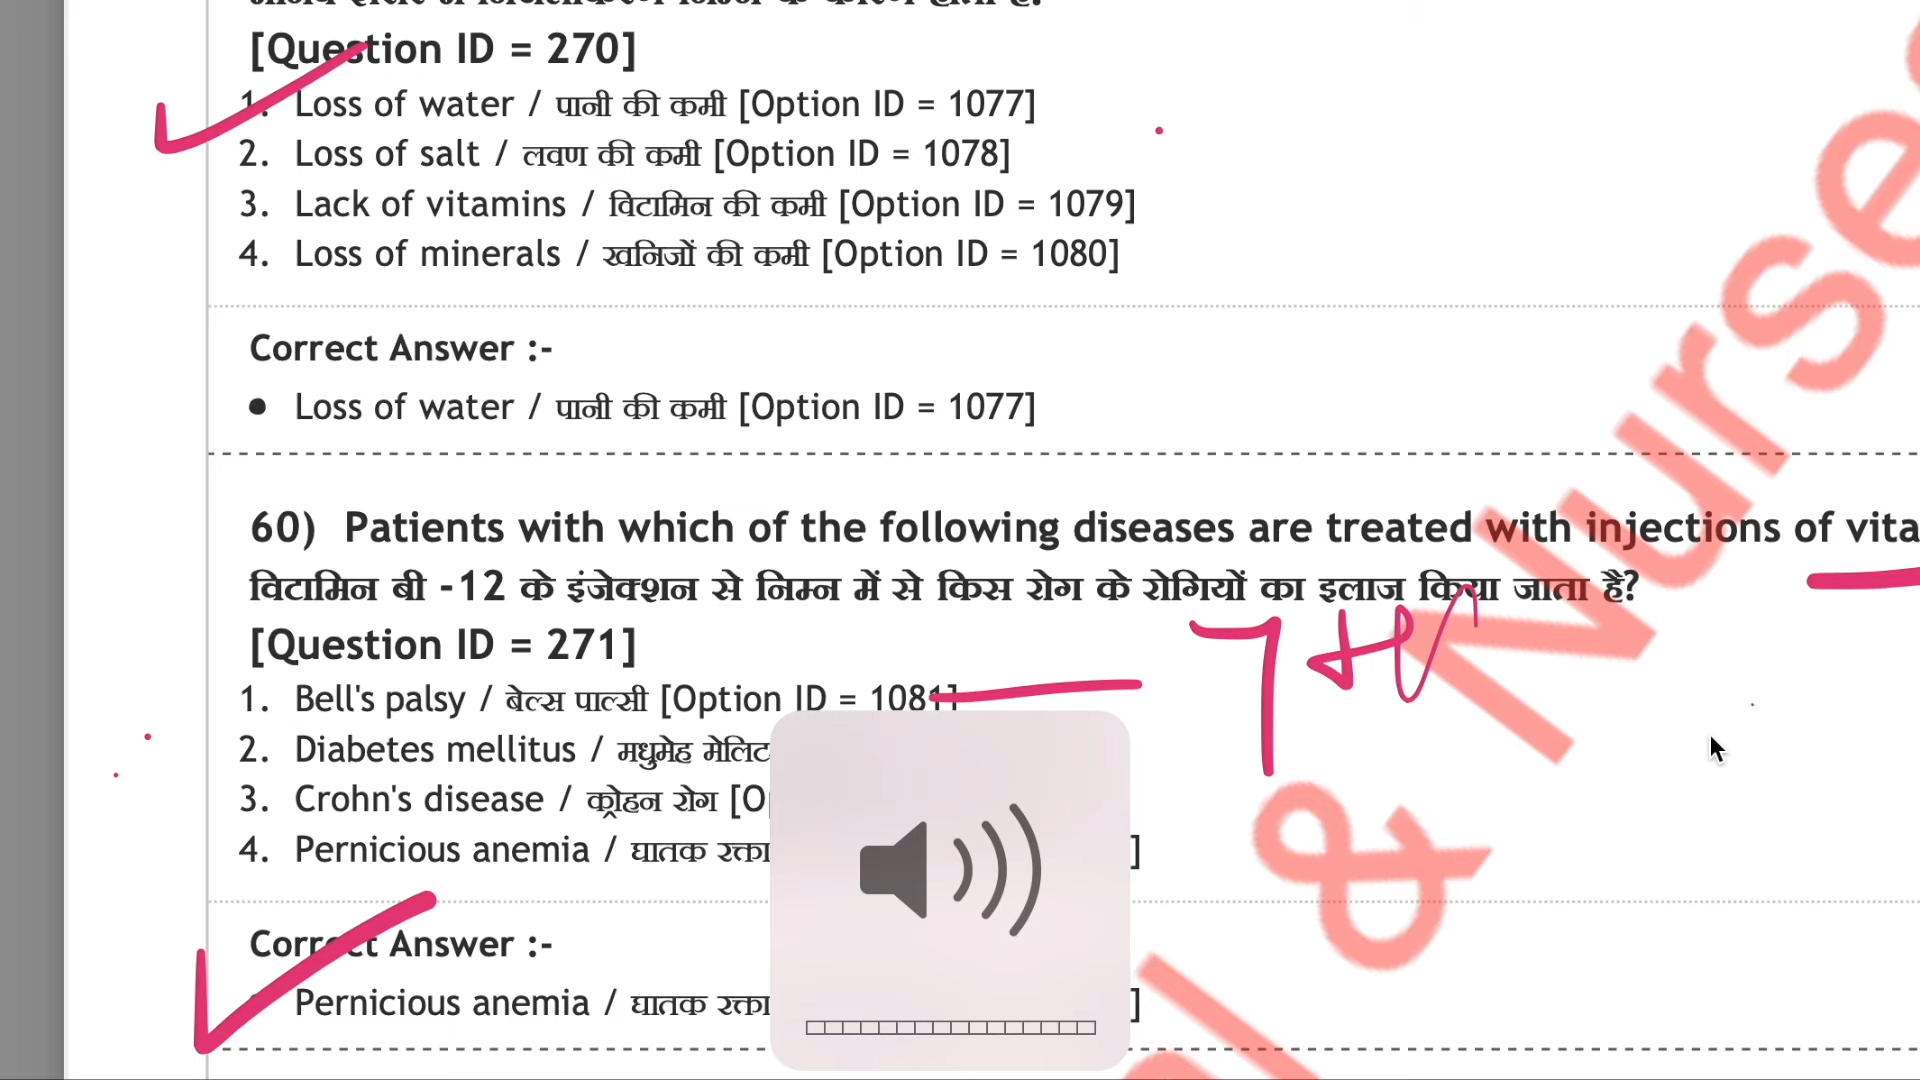 [Question ID = 270]
1. Loss of water / पानी की कमी [Option ID = 1077]
2. Loss of salt / लवण की कमी [Option ID = 1078]
3. Lack of vitamins / विटामिन की कमी [Option ID = 1079]
4. Loss of minerals / खनिजों की कमी [Option ID = 1080]
Correct Answer :-
• Loss of water / पानी की कमी [Option ID = 1077]
60) Patients with which of the following diseases are treated with injections of vita
विटामिन बी -12 के इंजेक्शन से निम्न में से किस रोग के रोगियों का इलाज किया जाता है?
[Question ID = 271]
1. Bell's palsy / बेल्स पाल्सी [Option ID = 1081]
2. Diabetes mellitus / मधुमेह
3. Crohn's disease / क्रोहन रोग
4. Pernicious anemia / घातक
Correct Answer :-
Pernicious anemia / घातक
& Nurse